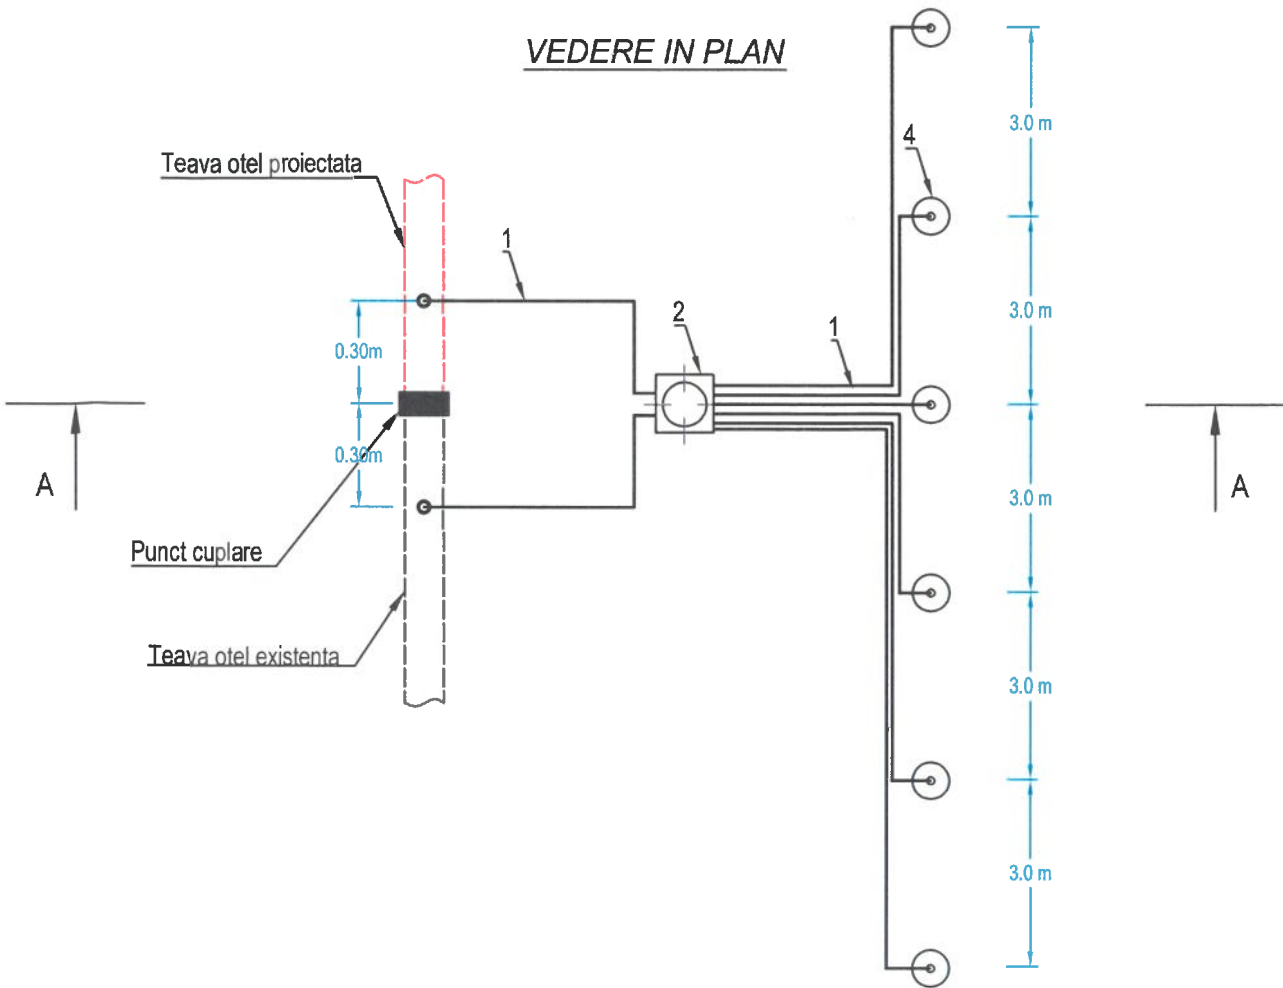 VEDERE IN PLAN
3.0 m
4
Teava otel proiectata
1
3.0 m
2
1
0.30m
A
0.30m
A
3.0 m
Punct cuplare
Teava otel existenta
3.0 m
3.0 m